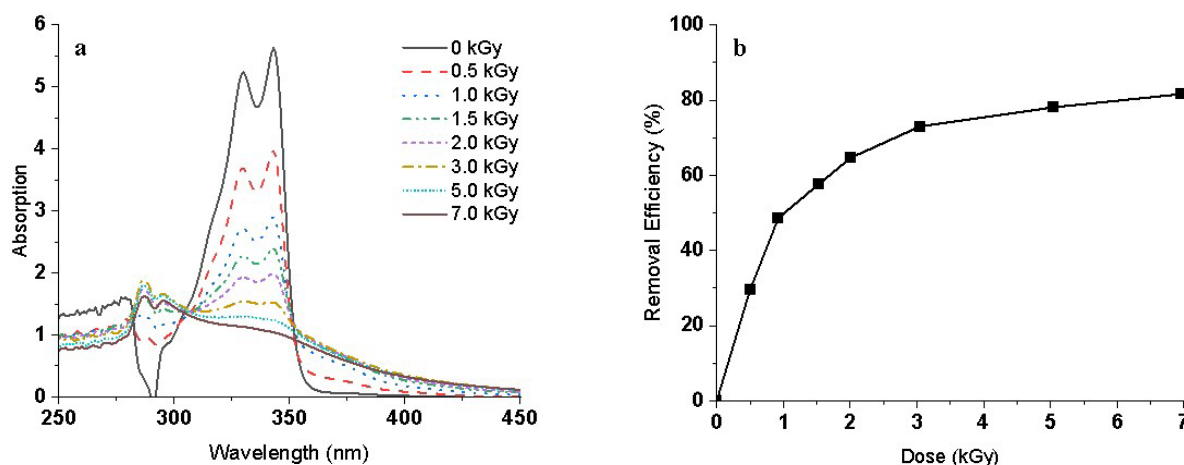 a
6
5
4
3
2
1
0
Absorption
250 300 350 400 450
Wavelength (nm)
0 kGy
0.5 kGy
1.0 kGy
1.5 kGy
2.0 kGy
3.0 kGy
5.0 kGy
7.0 kGy
b
100
80
60
40
20
0
Removal Efficiency (%)
0 1 2 3 4 5 6 7
Dose (kGy)